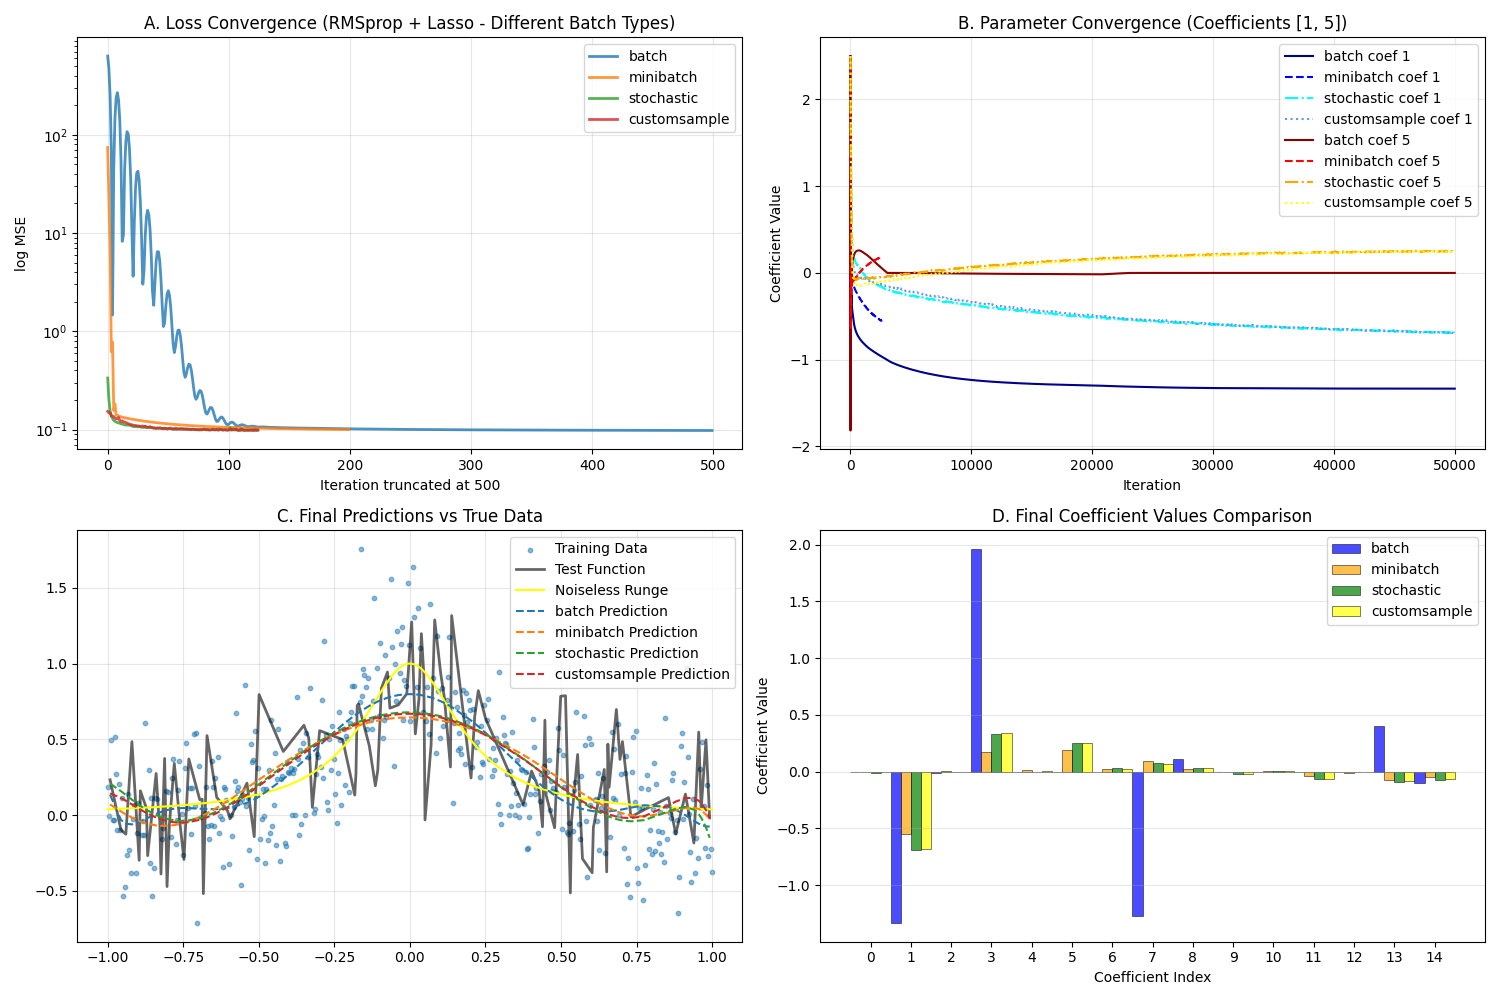 A. Loss Convergence (RMSprop + Lasso - Different Batch Types)
log MSE
10²
10¹
10⁰
10⁻¹
batch
minibatch
stochastic
customsample
0 100 200 300 400 500
Iteration truncated at 500
B. Parameter Convergence (Coefficients [1, 5])
Coefficient Value
2
1
0
−1
−2
batch coef 1
minibatch coef 1
stochastic coef 1
customsample coef 1
batch coef 5
minibatch coef 5
stochastic coef 5
customsample coef 5
0 10000 20000 30000 40000 50000
Iteration
C. Final Predictions vs True Data
1.5
1.0
0.5
0.0
−0.5
Training Data
Test Function
Noiseless Runge
batch Prediction
minibatch Prediction
stochastic Prediction
customsample Prediction
−1.00 −0.75 −0.50 −0.25 0.00 0.25 0.50 0.75 1.00
D. Final Coefficient Values Comparison
Coefficient Value
2.0
1.5
1.0
0.5
0.0
−0.5
−1.0
batch
minibatch
stochastic
customsample
0 1 2 3 4 5 6 7 8 9 10 11 12 13 14
Coefficient Index